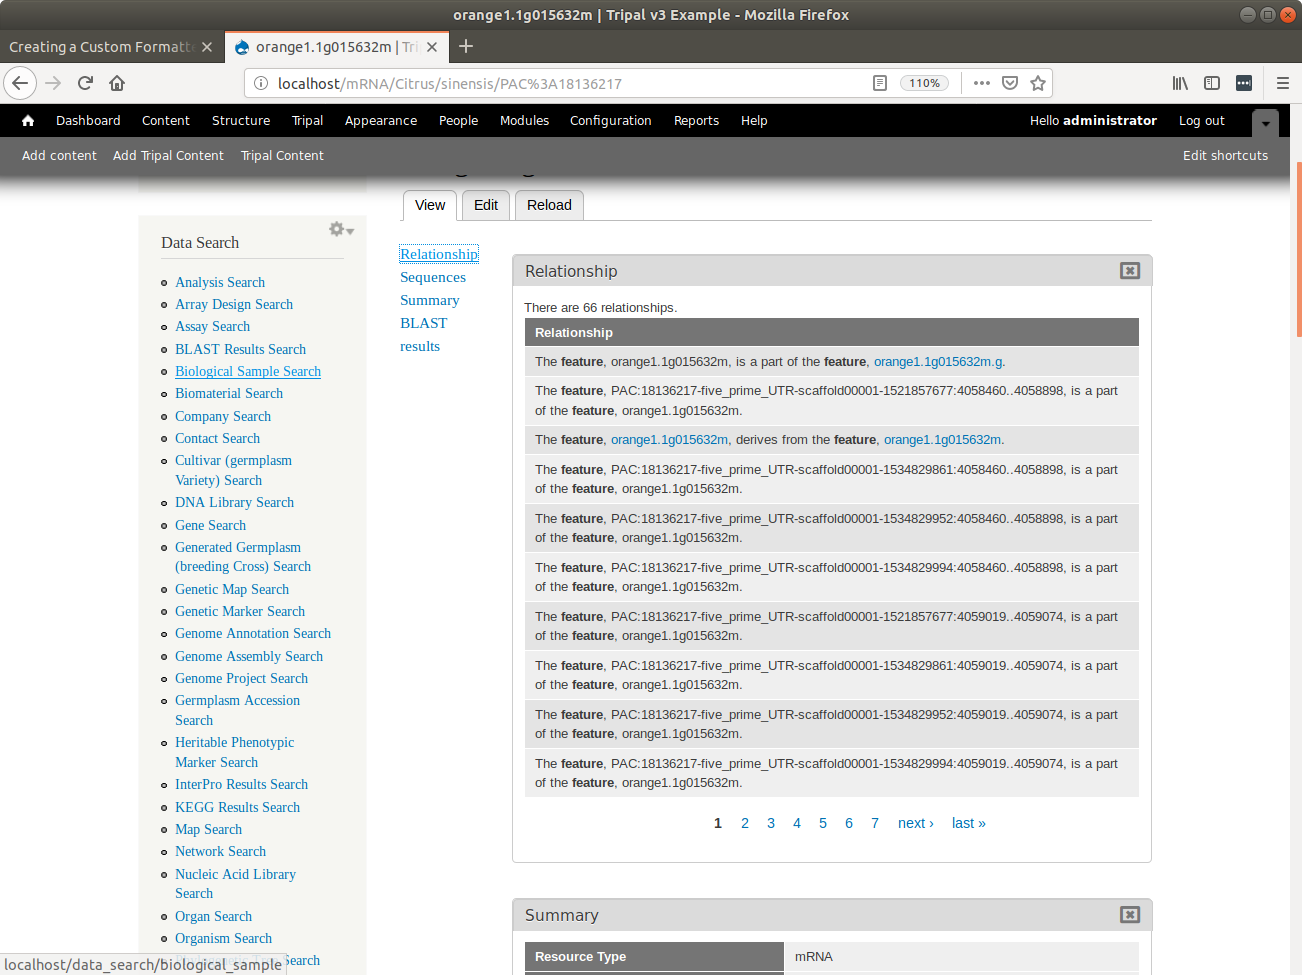 orange1.1g015632m | Tripal v3 Example - Mozilla Firefox
Creating a Custom Formatte
orange1.1g015632m | Tri
localhost/mRNA/Citrus/sinensis/PAC%3A18136217
110%
Dashboard Content Structure Tripal Appearance People Modules Configuration Reports Help Hello administrator Log out
Add content Add Tripal Content Tripal Content Edit shortcuts
View Edit Reload
Data Search
Analysis Search
Array Design Search
Assay Search
BLAST Results Search
Biological Sample Search
Biomaterial Search
Company Search
Contact Search
Cultivar (germplasm
Variety) Search
DNA Library Search
Gene Search
Generated Germplasm
(breeding Cross) Search
Genetic Map Search
Genetic Marker Search
Genome Annotation Search
Genome Assembly Search
Genome Project Search
Germplasm Accession
Search
Heritable Phenotypic
Marker Search
InterPro Results Search
KEGG Results Search
Map Search
Network Search
Nucleic Acid Library
Search
Organ Search
Organism Search
Search
localhost/data_search/biological_sample
Relationship
Sequences
Summary
BLAST
results
Relationship
There are 66 relationships.
Relationship
The feature, orange1.1g015632m, is a part of the feature, orange1.1g015632m.g.
The feature, PAC:18136217-five_prime_UTR-scaffold00001-1521857677:4058460..4058898, is a part
of the feature, orange1.1g015632m.
The feature, orange1.1g015632m, derives from the feature, orange1.1g015632m.
The feature, PAC:18136217-five_prime_UTR-scaffold00001-1534829861:4058460..4058898, is a part
of the feature, orange1.1g015632m.
The feature, PAC:18136217-five_prime_UTR-scaffold00001-1534829952:4058460..4058898, is a part
of the feature, orange1.1g015632m.
The feature, PAC:18136217-five_prime_UTR-scaffold00001-1534829994:4058460..4058898, is a part
of the feature, orange1.1g015632m.
The feature, PAC:18136217-five_prime_UTR-scaffold00001-1521857677:4059019..4059074, is a part
of the feature, orange1.1g015632m.
The feature, PAC:18136217-five_prime_UTR-scaffold00001-1534829861:4059019..4059074, is a part
of the feature, orange1.1g015632m.
The feature, PAC:18136217-five_prime_UTR-scaffold00001-1534829952:4059019..4059074, is a part
of the feature, orange1.1g015632m.
The feature, PAC:18136217-five_prime_UTR-scaffold00001-1534829994:4059019..4059074, is a part
of the feature, orange1.1g015632m.
1 2 3 4 5 6 7 next › last »
Summary
Resource Type mRNA